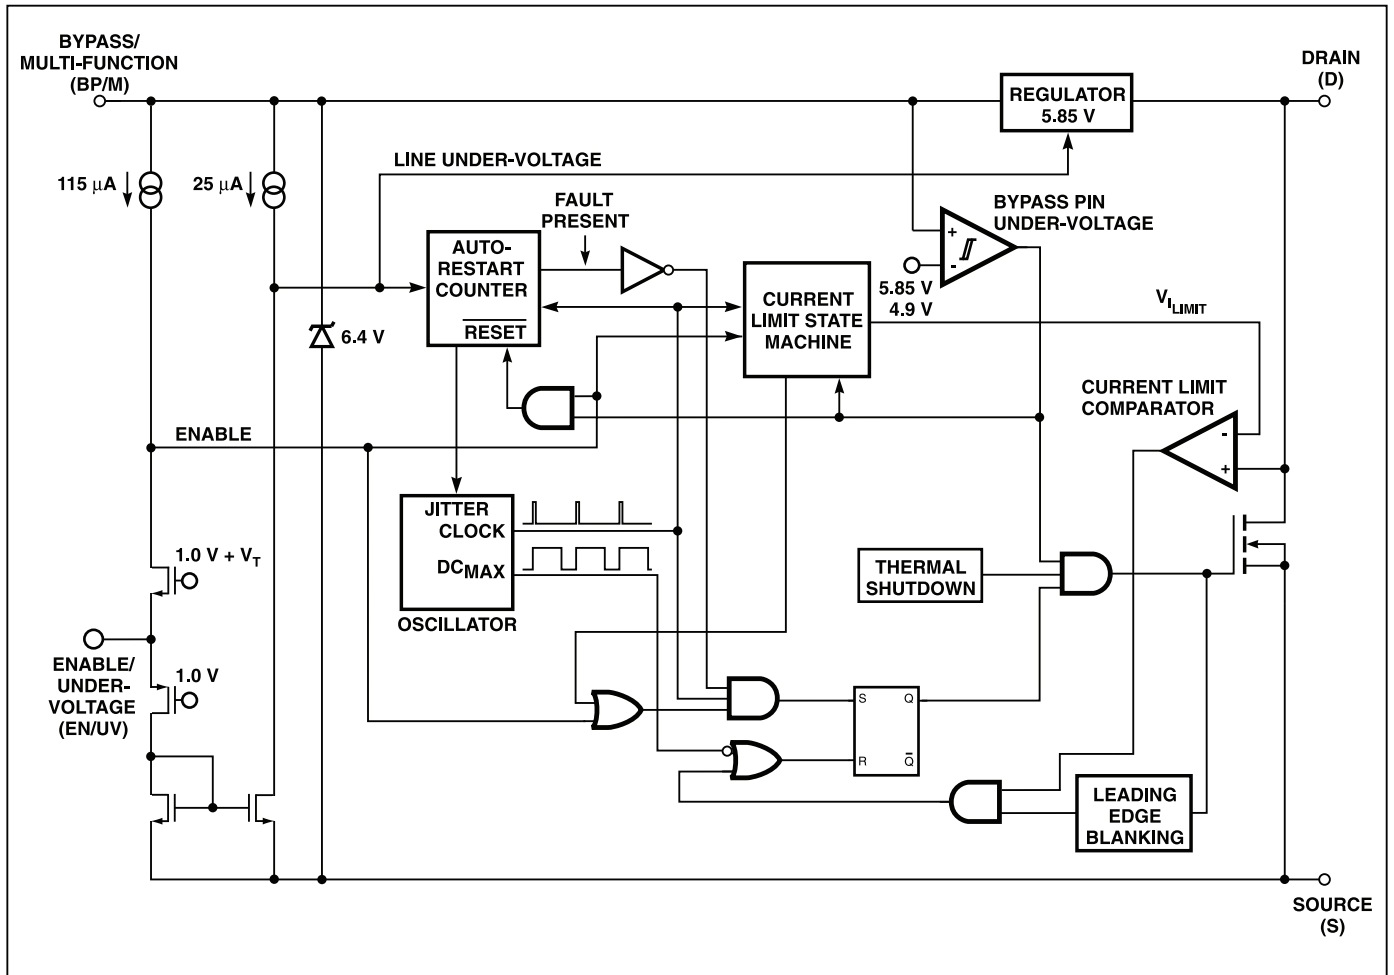 BYPASS/
MULTI-FUNCTION
(BP/M)
DRAIN
(D)
REGULATOR
5.85 V
LINE UNDER-VOLTAGE
115 μA
25 μA
FAULT
PRESENT
BYPASS PIN
UNDER-VOLTAGE
+
-
5.85 V
4.9 V
AUTO-
RESTART
COUNTER
RESET
CURRENT
LIMIT STATE
MACHINE
VILIMIT
6.4 V
CURRENT LIMIT
COMPARATOR
-
+
ENABLE
JITTER
CLOCK
DCMAX
OSCILLATOR
1.0 V + VT
THERMAL
SHUTDOWN
ENABLE/
UNDER-
VOLTAGE
(EN/UV)
1.0 V
S Q
R Q̅
LEADING
EDGE
BLANKING
SOURCE
(S)